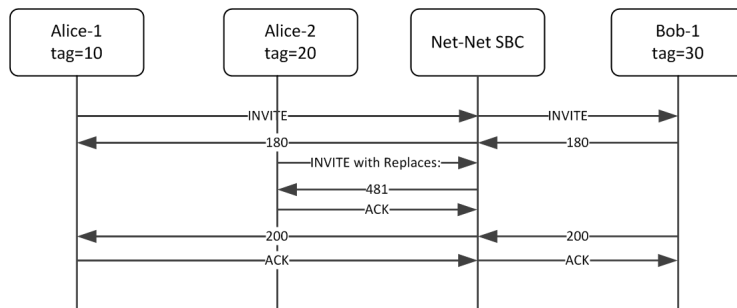 Alice-1
tag=10
Alice-2
tag=20
Net-Net SBC
Bob-1
tag=30
INVITE
INVITE
180
180
INVITE with Replaces:
481
ACK
200
200
ACK
ACK